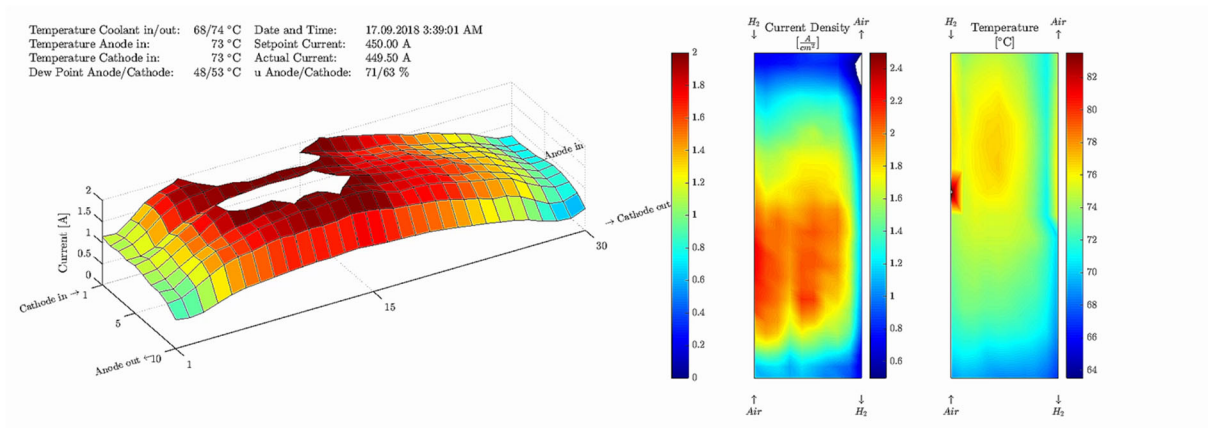 Temperature Coolant in/out: 68/74 °C Date and Time: 17.09.2018 3:39:01 AM
Temperature Anode in: 73 °C Setpoint Current: 450.00 A
Temperature Cathode in: 73 °C Actual Current: 449.50 A
Dew Point Anode/Cathode: 48/53 °C u Anode/Cathode: 71/63 %
Current [A]
2
1.5
1
0.5
0
Cathode in →
1
5
10
Anode out ←
1
15
30
Anode in
→ Cathode out
2
1.8
1.6
1.4
1.2
1
0.8
0.6
0.4
0.2
0
H₂ ↓ Current Density Air ↑
[A/cm²]
2.4
2.2
2
1.8
1.6
1.4
1.2
1
0.8
0.6
↑ Air ↓ H₂
H₂ ↓ Temperature Air ↑
[°C]
82
80
78
76
74
72
70
68
66
64
↑ Air ↓ H₂